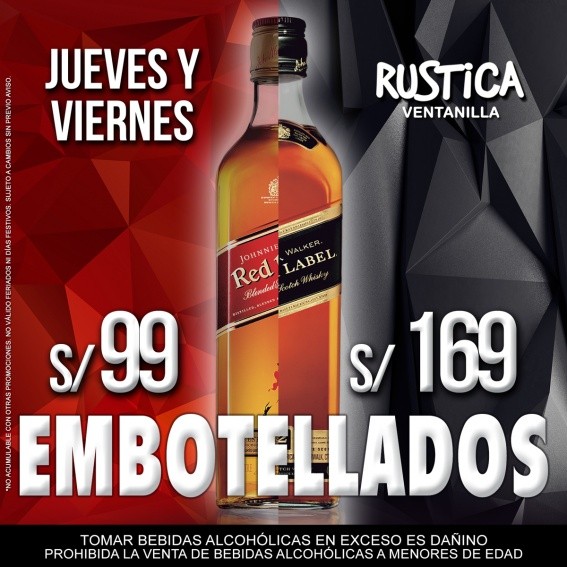 JUEVES Y
VIERNES
RUSTiCA
VENTANILLA
JOHNNIE WALKER.
Red LABEL.
Blended Scotch Whisky
S/ 99
S/ 169
EMBOTELLADOS
*NO ACUMULABLE CON OTRAS PROMOCIONES. NO VÁLIDO FERIADOS NI DÍAS FESTIVOS. SUJETO A CAMBIOS SIN PREVIO AVISO.
TOMAR BEBIDAS ALCOHÓLICAS EN EXCESO ES DAÑINO
PROHIBIDA LA VENTA DE BEBIDAS ALCOHÓLICAS A MENORES DE EDAD